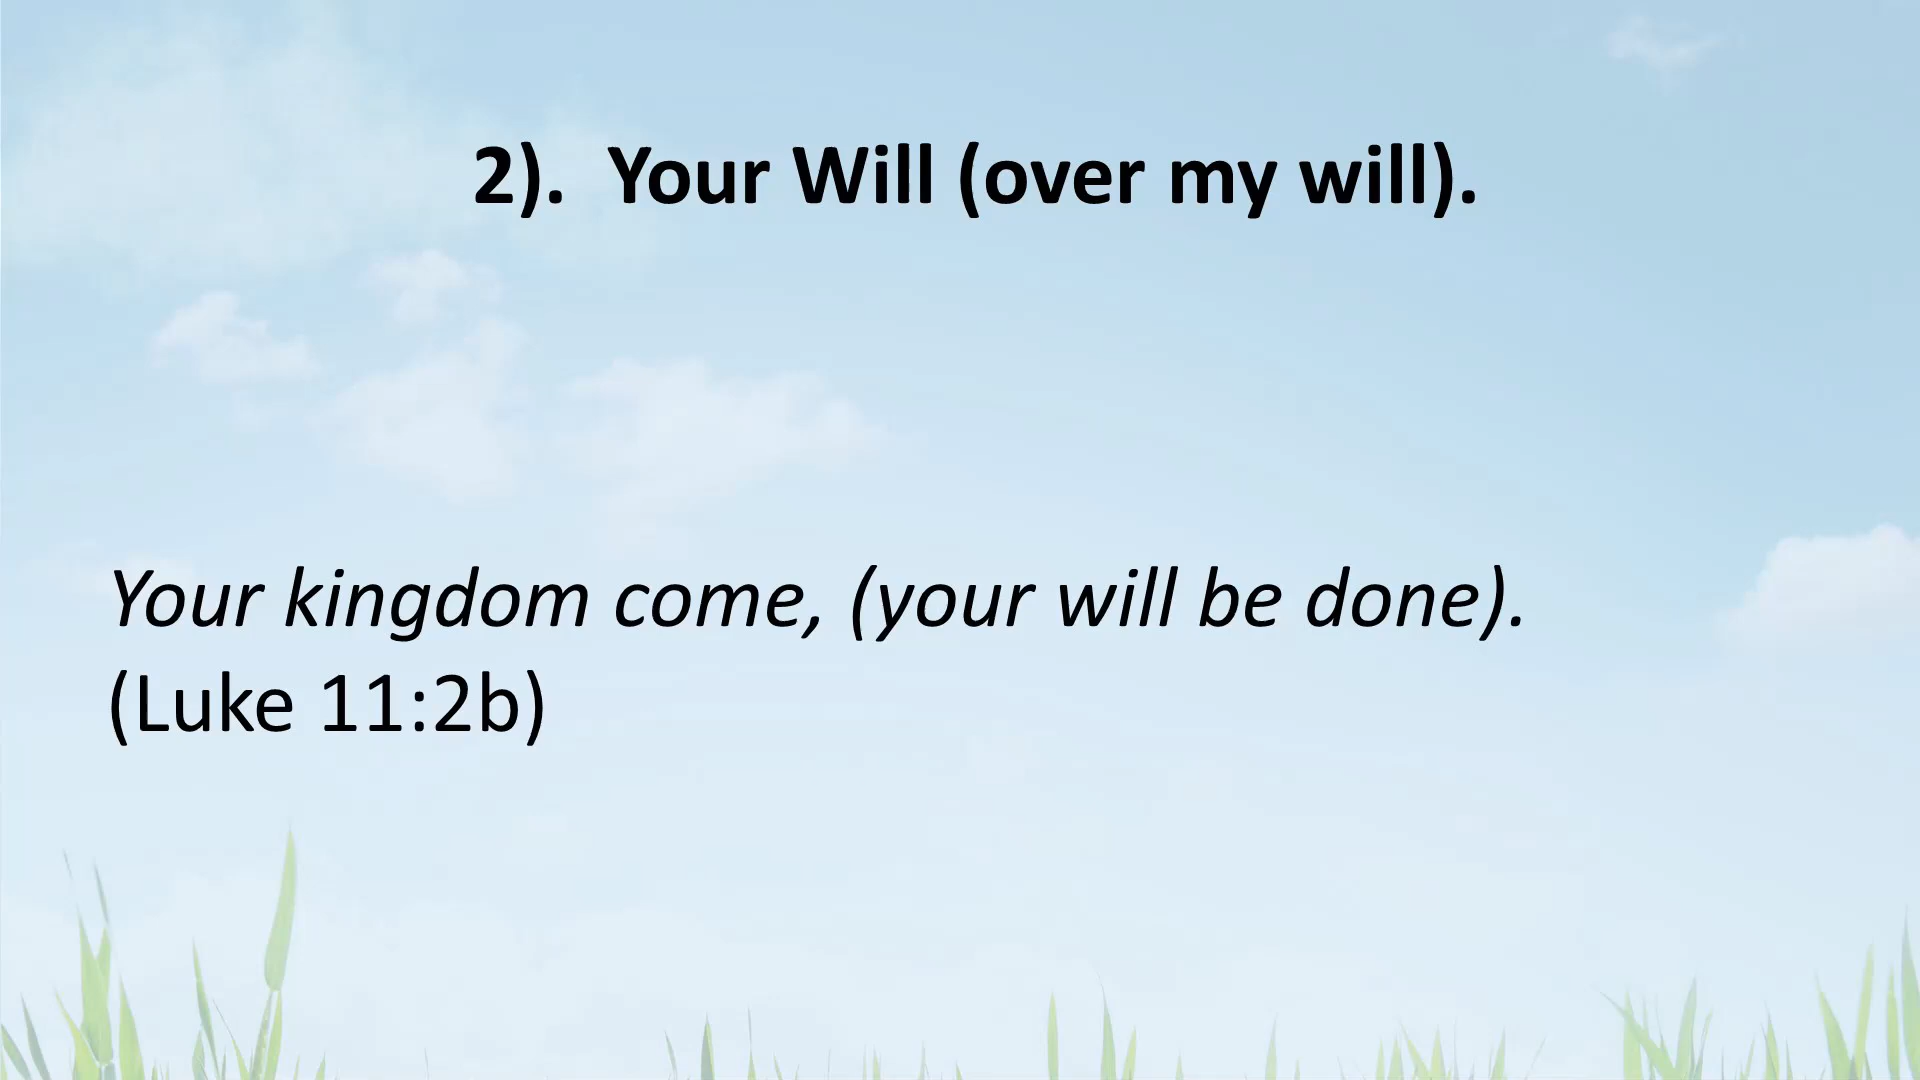 2).  Your Will (over my will).
Your kingdom come, (your will be done).
(Luke 11:2b)